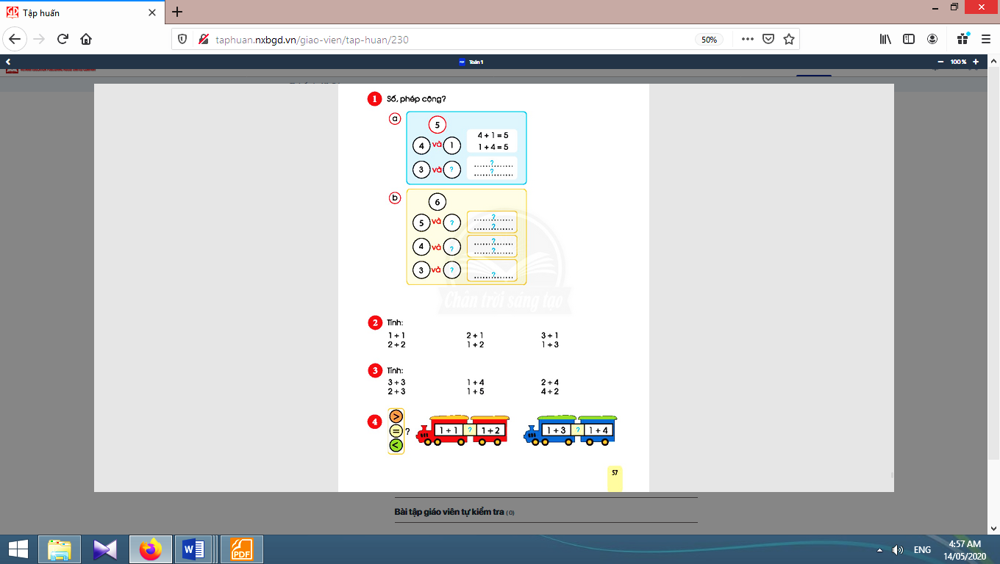 Tập huấn
taphuan.nxbgd.vn/giao-vien/tap-huan/230
50%
Toán 1
100%
1 Số, phép cộng?
a
5
4 và 1
4 + 1 = 5
1 + 4 = 5
3 và ?
.......?.......
.......?.......
b
6
5 và ?
.......?.......
.......?.......
4 và ?
.......?.......
.......?.......
3 và ?
.......?.......
Chân trời sáng tạo
2 Tính:
1 + 1 2 + 1 3 + 1
2 + 2 1 + 2 1 + 3
3 Tính:
3 + 3 1 + 4 2 + 4
2 + 3 1 + 5 4 + 2
4
>
=
<
?
1 + 1 ? 1 + 2
1 + 3 ? 1 + 4
57
Bài tập giáo viên tự kiểm tra (0)
PDF
ENG
4:57 AM
14/05/2020